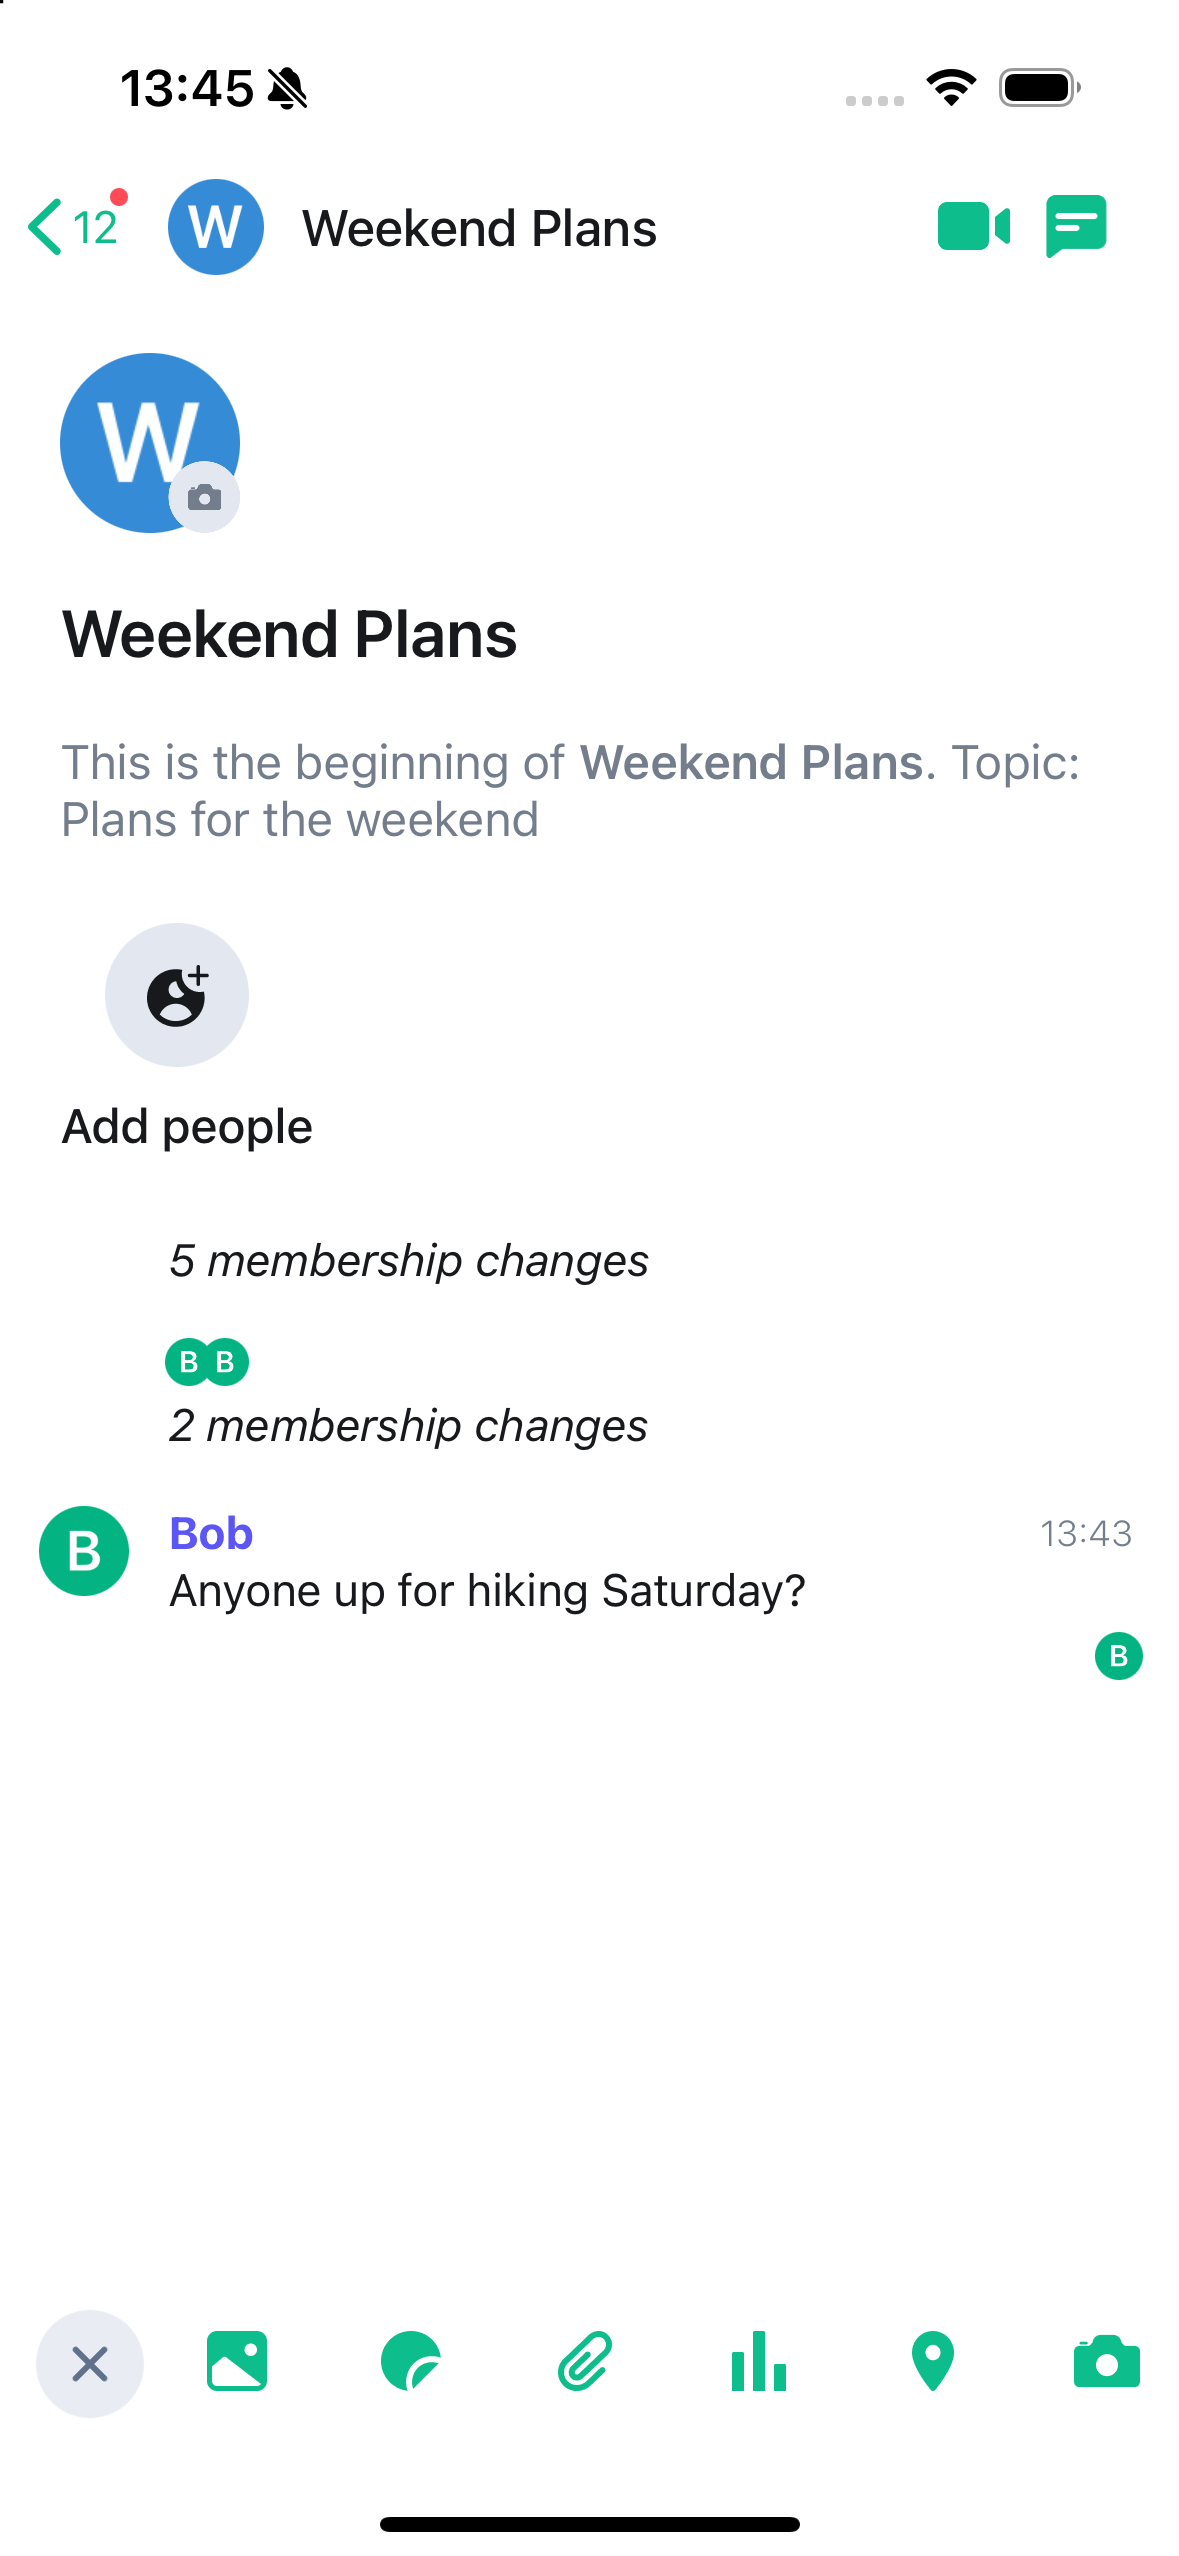 13:45
12
W
Weekend Plans
W
Weekend Plans
This is the beginning of Weekend Plans. Topic:
Plans for the weekend
Add people
5 membership changes
B B
2 membership changes
B
Bob
13:43
Anyone up for hiking Saturday?
B